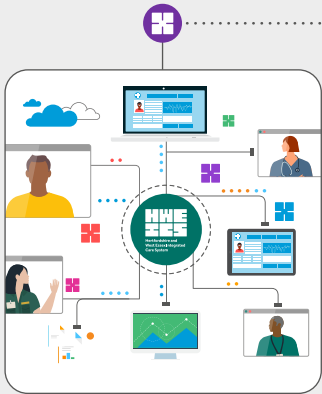 HWE
ICS
Hertfordshire and
West Essex Integrated
Care System